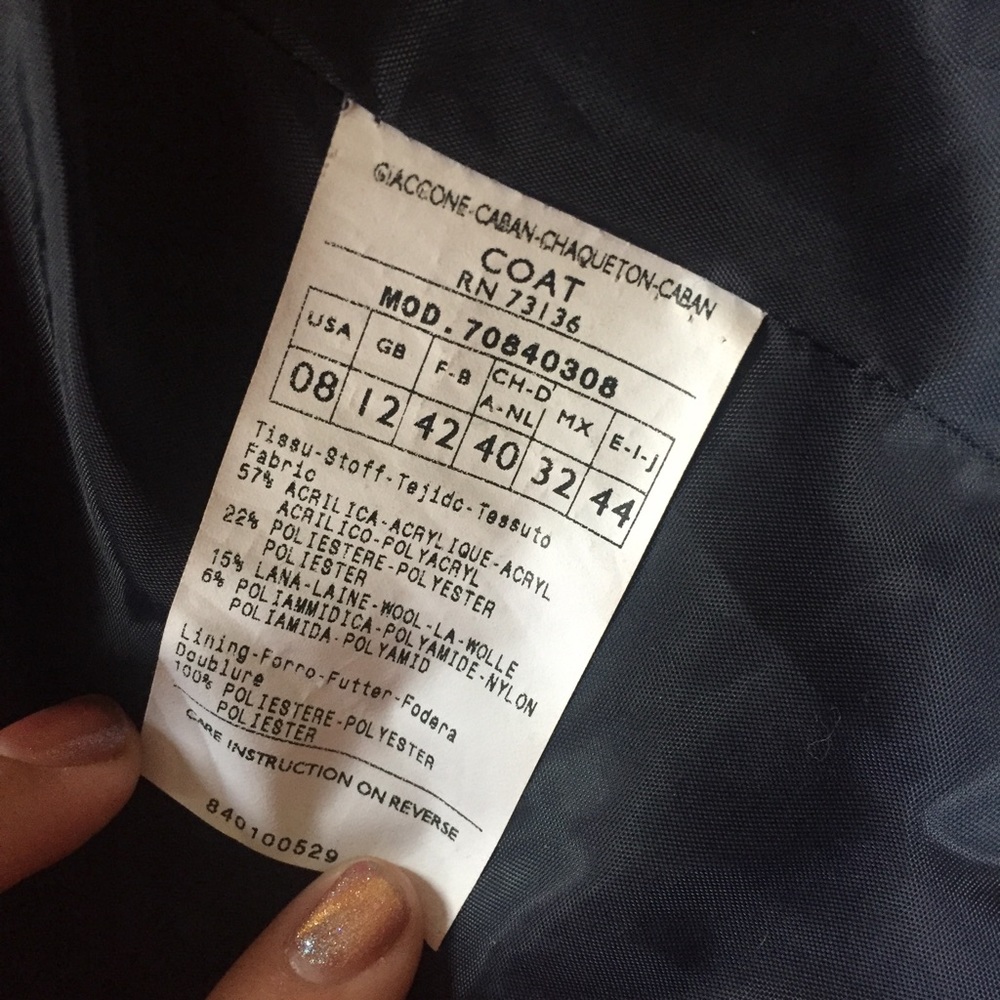 GIACCONE-CABAN-CHAQUETON-CABAN
COAT
RN 73136
MOD. 70840308
USA GB F-B CH-D A-NL MX E-I-J
08 12 42 40 32 44
Tissu-Stoff-Tejido-Tessuto
Fabric
57% ACRILICA-ACRYLIQUE-ACRYL
ACRILICO-POLYACRYL
22% POLIESTERE-POLYESTER
POLIESTER
15% LANA-LAINE-WOOL-LA-WOLLE
6% POLIAMMIDICA-POLYAMIDE-NYLON
POLIAMIDA-POLYAMID
Lining-Forro-Futter-Fodera
Doublure
100% POLIESTERE-POLYESTER
POLIESTER
CARE INSTRUCTION ON REVERSE
840100529